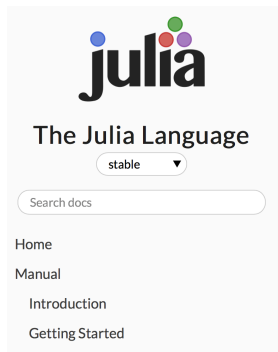 julia
The Julia Language
stable
Search docs
Home
Manual
Introduction
Getting Started